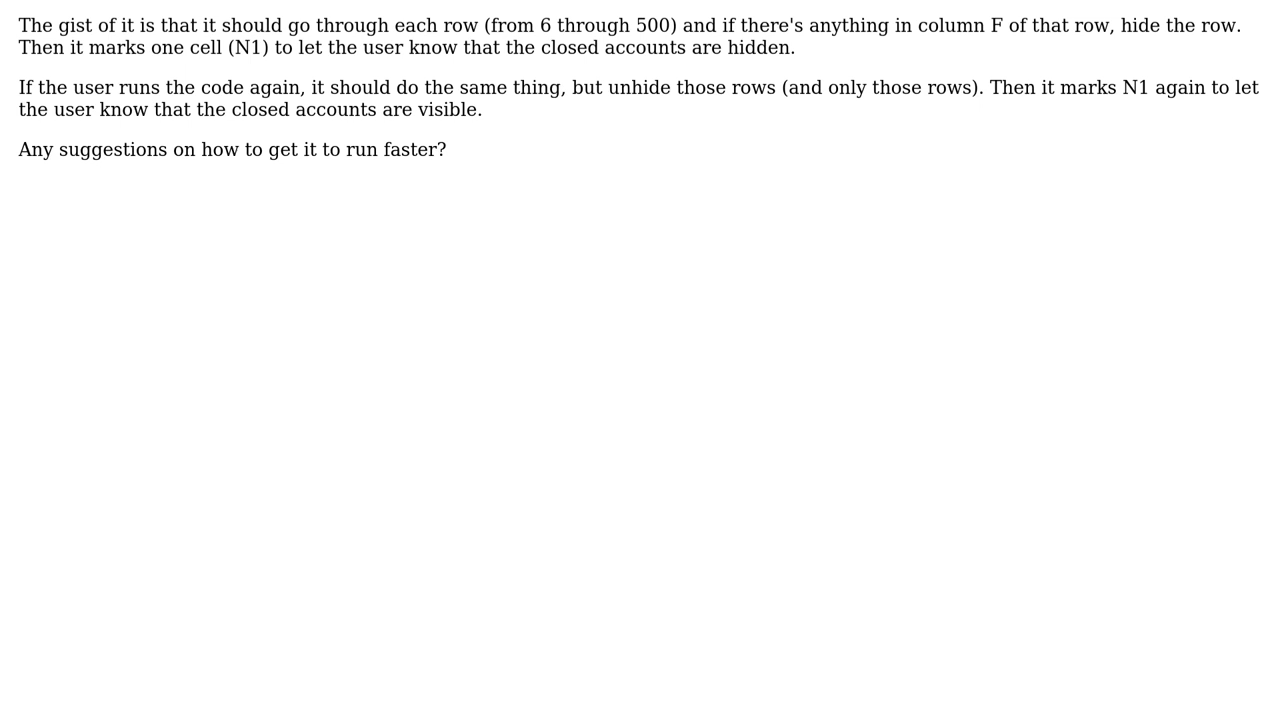 The gist of it is that it should go through each row (from 6 through 500) and if there's anything in column F of that row, hide the row.
Then it marks one cell (N1) to let the user know that the closed accounts are hidden.
If the user runs the code again, it should do the same thing, but unhide those rows (and only those rows). Then it marks N1 again to let
the user know that the closed accounts are visible.
Any suggestions on how to get it to run faster?